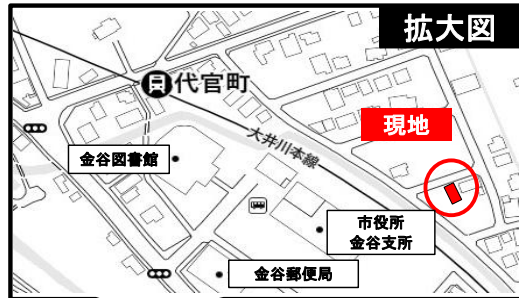 拡大図
代官町
大井川本線
現地
金谷図書館
市役所
金谷支所
金谷郵便局